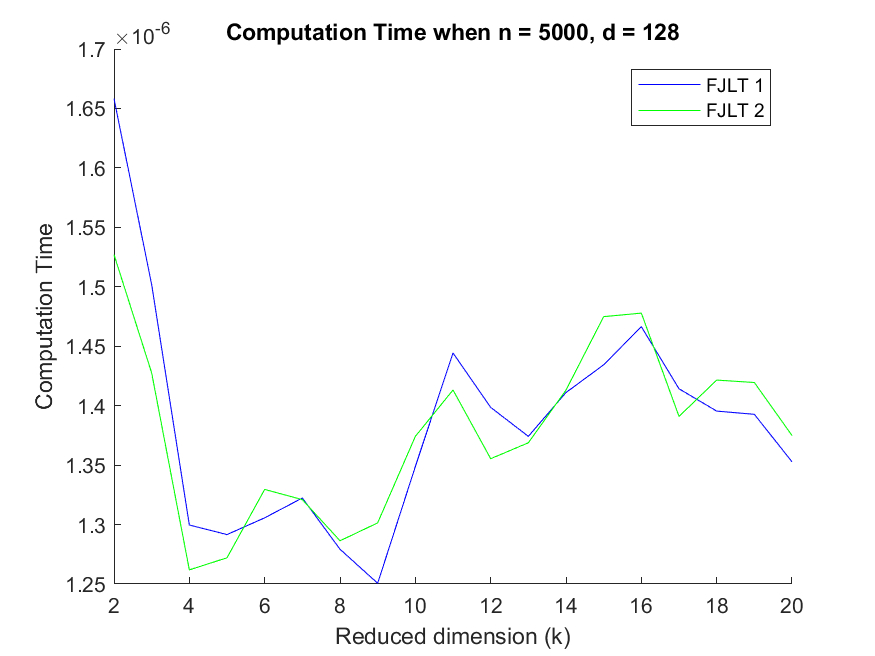 ×10-6
Computation Time when n = 5000, d = 128
FJLT 1
FJLT 2
1.7
1.65
1.6
1.55
1.5
1.45
1.4
1.35
1.3
1.25
Computation Time
2 4 6 8 10 12 14 16 18 20
Reduced dimension (k)